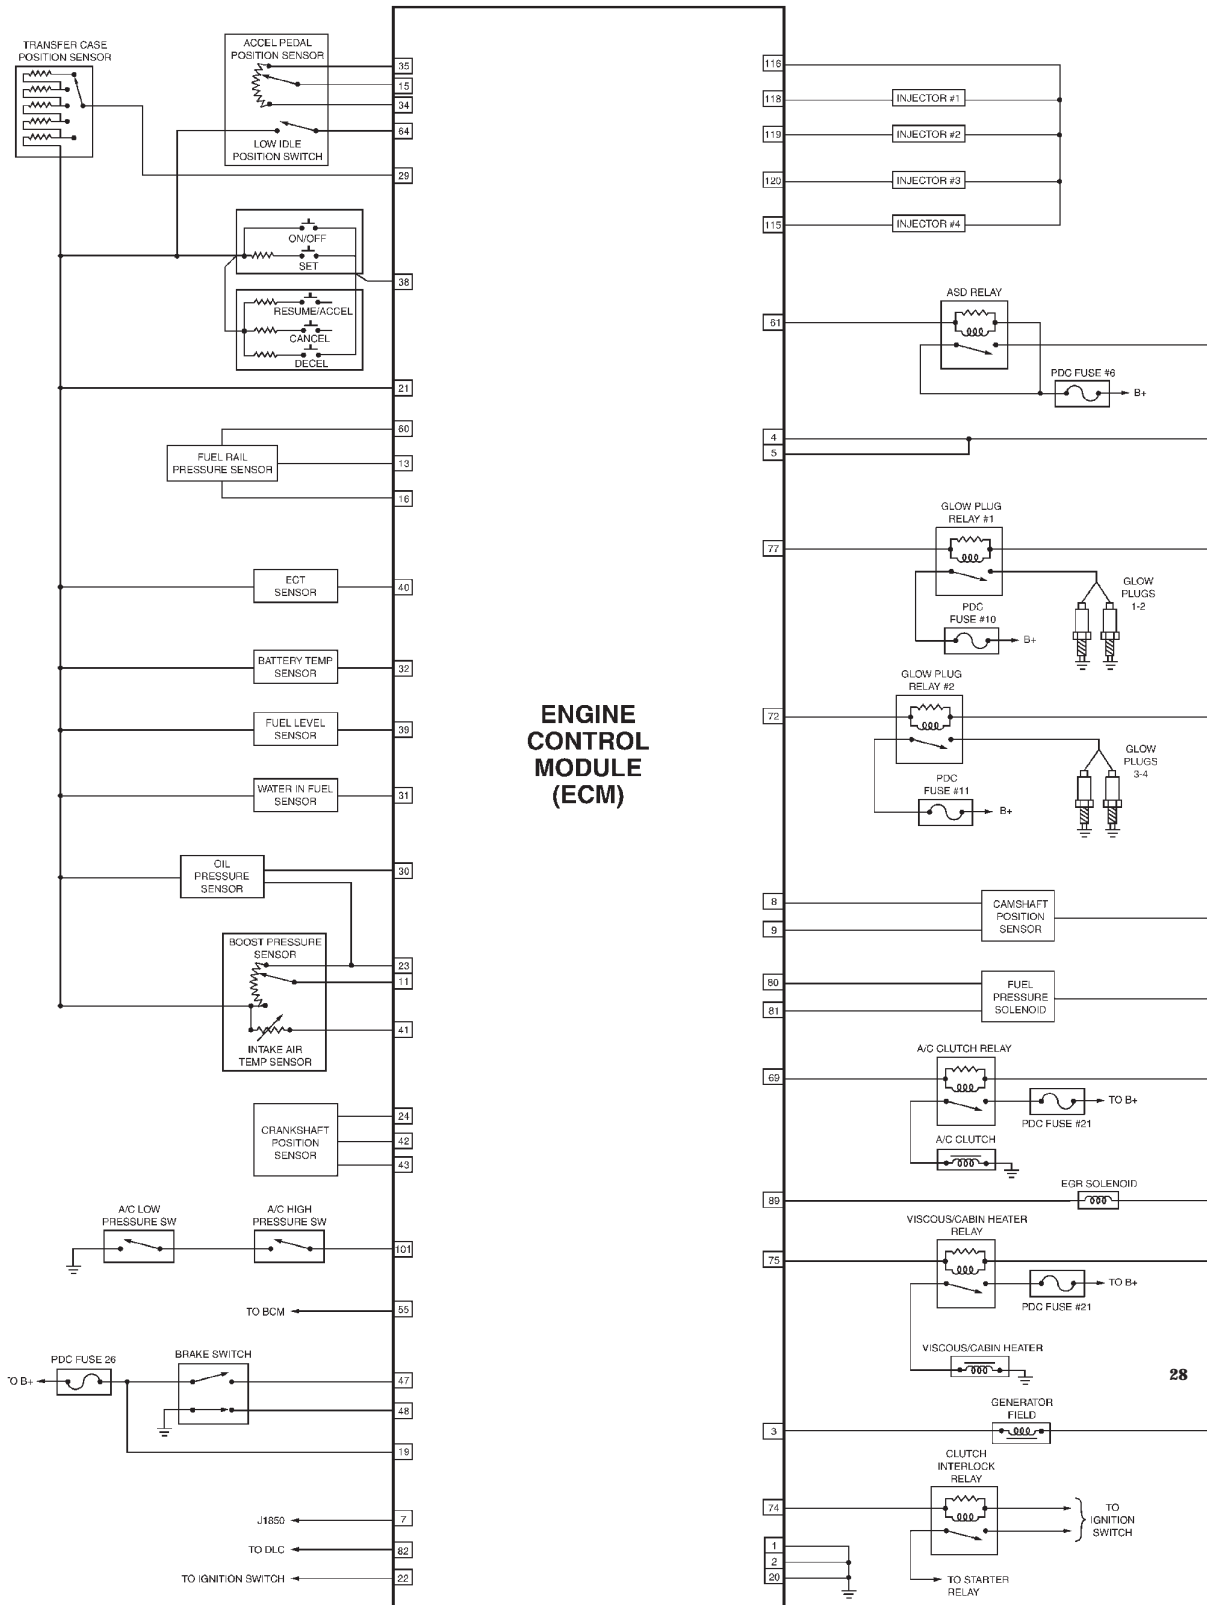 TRANSFER CASE
POSITION SENSOR
ACCEL PEDAL
POSITION SENSOR
35
15
34
64
LOW IDLE
POSITION SWITCH
29
ON/OFF
SET
38
RESUME/ACCEL
CANCEL
DECEL
21
60
FUEL RAIL
PRESSURE SENSOR
13
16
ECT
SENSOR
40
BATTERY TEMP
SENSOR
32
FUEL LEVEL
SENSOR
39
WATER IN FUEL
SENSOR
31
OIL
PRESSURE
SENSOR
30
BOOST PRESSURE
SENSOR
23
11
41
INTAKE AIR
TEMP SENSOR
CRANKSHAFT
POSITION
SENSOR
24
42
43
A/C LOW
PRESSURE SW
A/C HIGH
PRESSURE SW
101
TO BCM
55
PDC FUSE 26
BRAKE SWITCH
TO B+
47
48
19
J1850
7
TO DLC
82
TO IGNITION SWITCH
22
ENGINE
CONTROL
MODULE
(ECM)
116
118
INJECTOR #1
119
INJECTOR #2
120
INJECTOR #3
115
INJECTOR #4
ASD RELAY
61
PDC FUSE #6
B+
4
5
GLOW PLUG
RELAY #1
77
GLOW
PLUGS
1-2
PDC
FUSE #10
B+
GLOW PLUG
RELAY #2
72
GLOW
PLUGS
3-4
PDC
FUSE #11
B+
8
9
CAMSHAFT
POSITION
SENSOR
80
81
FUEL
PRESSURE
SOLENOID
A/C CLUTCH RELAY
69
TO B+
PDC FUSE #21
A/C CLUTCH
EGR SOLENOID
89
VISCOUS/CABIN HEATER
RELAY
75
TO B+
PDC FUSE #21
VISCOUS/CABIN HEATER
28
GENERATOR
FIELD
3
CLUTCH
INTERLOCK
RELAY
74
TO
IGNITION
SWITCH
1
2
20
TO STARTER
RELAY